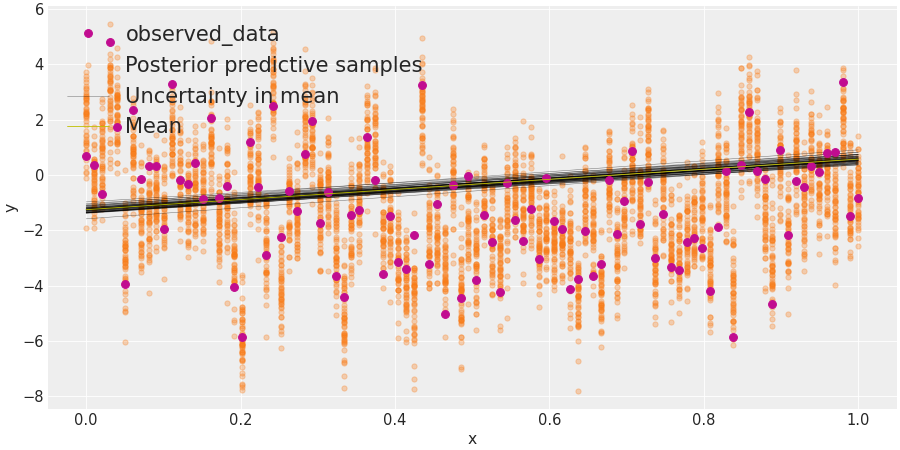 6
4
2
0
−2
−4
−6
−8
y
observed_data
Posterior predictive samples
Uncertainty in mean
Mean
0.0
0.2
0.4
0.6
0.8
1.0
x